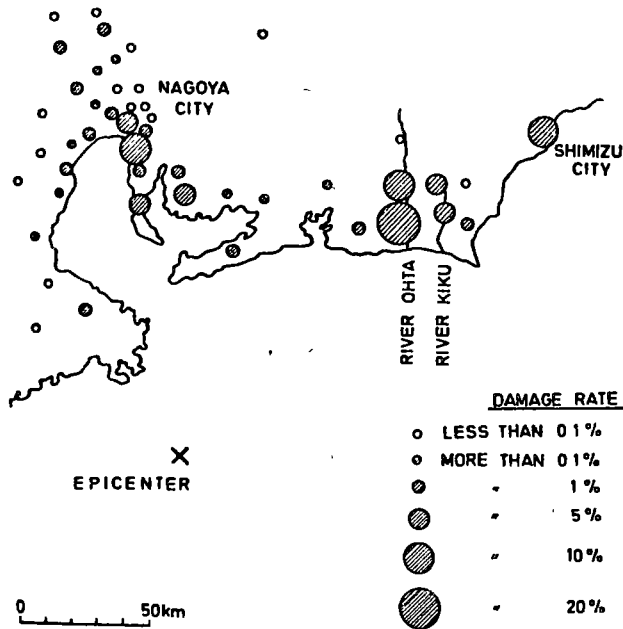 NAGOYA
CITY
SHIMIZU
CITY
RIVER OHTA
RIVER KIKU
EPICENTER
0 50km
DAMAGE RATE
LESS THAN 0 1%
MORE THAN 0 1%
" 1%
" 5%
" 10%
" 20%